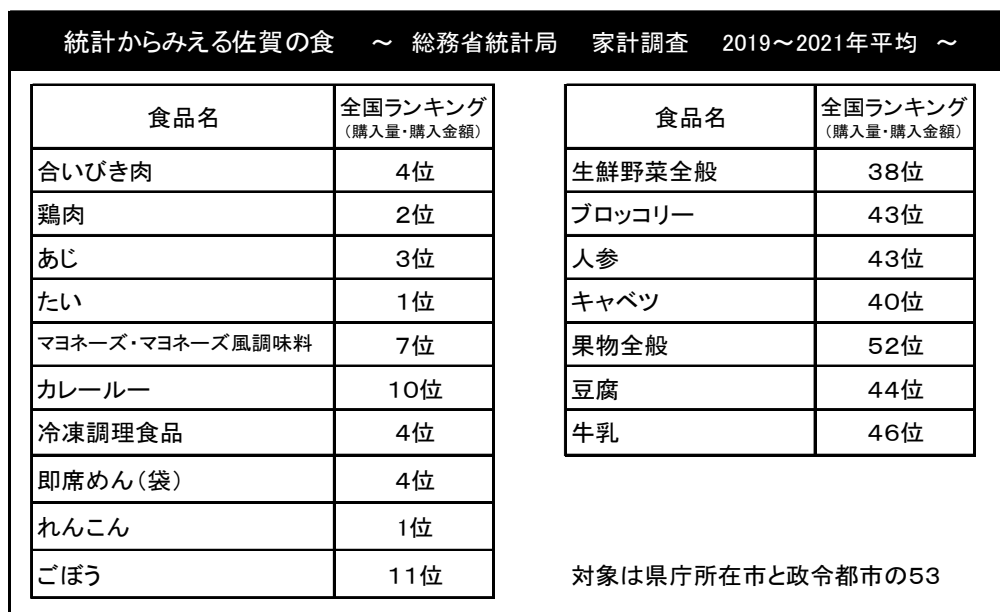 統計からみえる佐賀の食　～ 総務省統計局　家計調査　2019～2021年平均 ～
食品名 全国ランキング
（購入量・購入金額）
合いびき肉 4位
鶏肉 2位
あじ 3位
たい 1位
マヨネーズ・マヨネーズ風調味料 7位
カレールー 10位
冷凍調理食品 4位
即席めん（袋） 4位
れんこん 1位
ごぼう 11位
食品名 全国ランキング
（購入量・購入金額）
生鮮野菜全般 38位
ブロッコリー 43位
人参 43位
キャベツ 40位
果物全般 52位
豆腐 44位
牛乳 46位
対象は県庁所在市と政令都市の53